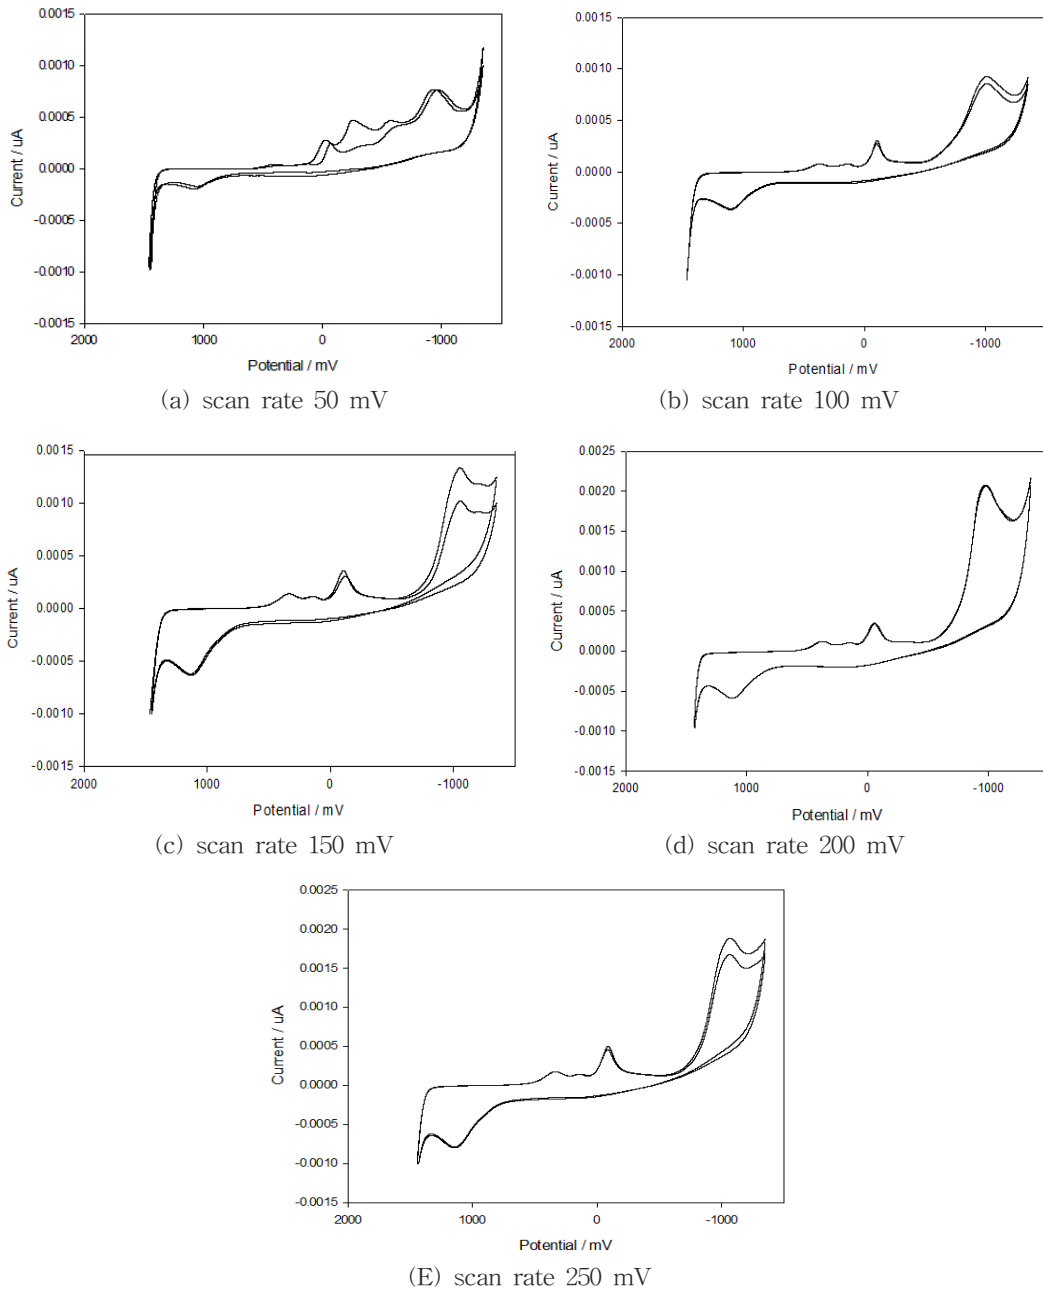 0.0015
0.0010
0.0005
0.0000
-0.0005
-0.0010
-0.0015
Current / uA
2000 1000 0 -1000
Potential / mV
(a) scan rate 50 mV
0.0015
0.0010
0.0005
0.0000
-0.0005
-0.0010
-0.0015
Current / uA
2000 1000 0 -1000
Potential / mV
(b) scan rate 100 mV
0.0015
0.0010
0.0005
0.0000
-0.0005
-0.0010
-0.0015
Current / uA
2000 1000 0 -1000
Potential / mV
(c) scan rate 150 mV
0.0025
0.0020
0.0015
0.0010
0.0005
0.0000
-0.0005
-0.0010
-0.0015
Current / uA
2000 1000 0 -1000
Potential / mV
(d) scan rate 200 mV
0.0025
0.0020
0.0015
0.0010
0.0005
0.0000
-0.0005
-0.0010
-0.0015
Current / uA
2000 1000 0 -1000
Potential / mV
(E) scan rate 250 mV